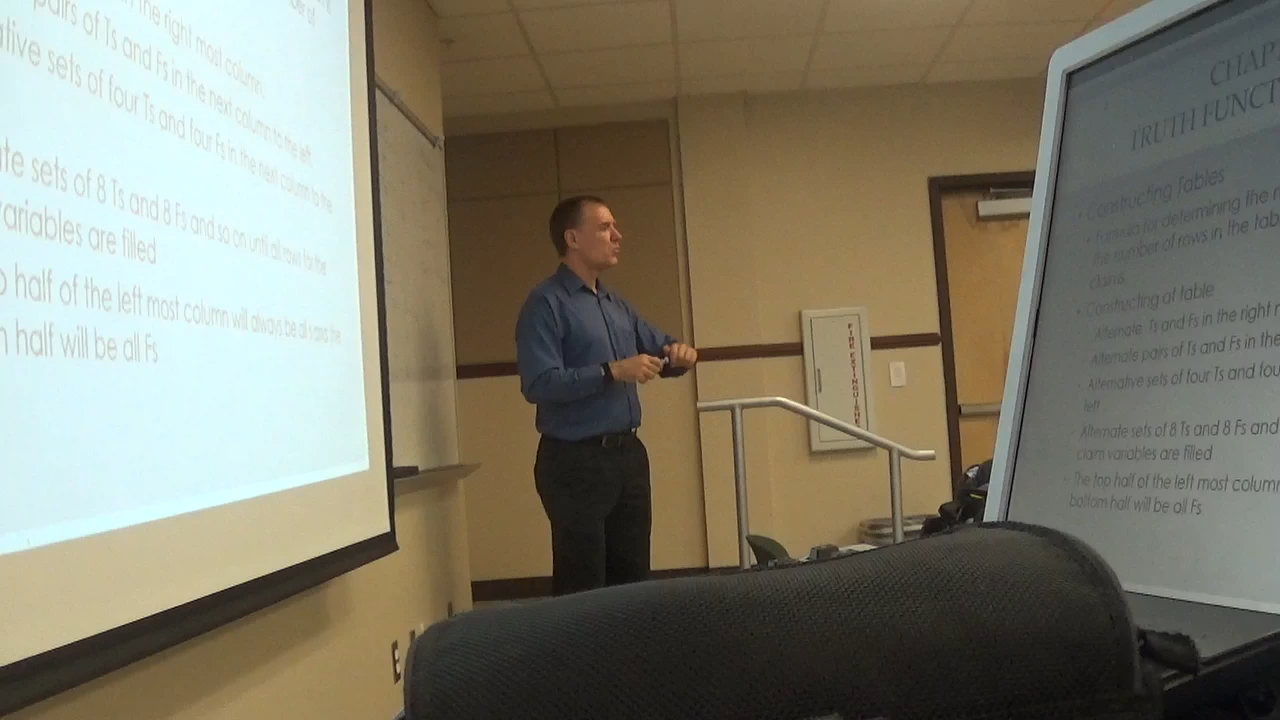 the right most column.
pairs of Ts and Fs in the next column to the left.
ative sets of four Ts and four Fs in the next column to the
ate sets of 8 Ts and 8 Fs and so on until all rows for the
variables are filled
half of the left most column will always be all Ts and the
half will be all Fs
FIRE EXTINGUISHER
CHAP
TRUTH FUNCT
Constructing Tables
Formula for determining the
the number of rows in the tab
claims.
Constructing at table
Alternate Ts and Fs in the right
Alternate pairs of Ts and Fs in the
Alternative sets of four Ts and fou
left
Alternate sets of 8 Ts and 8 Fs and
claim variables are filled
The top half of the left most column
bottom half will be all Fs